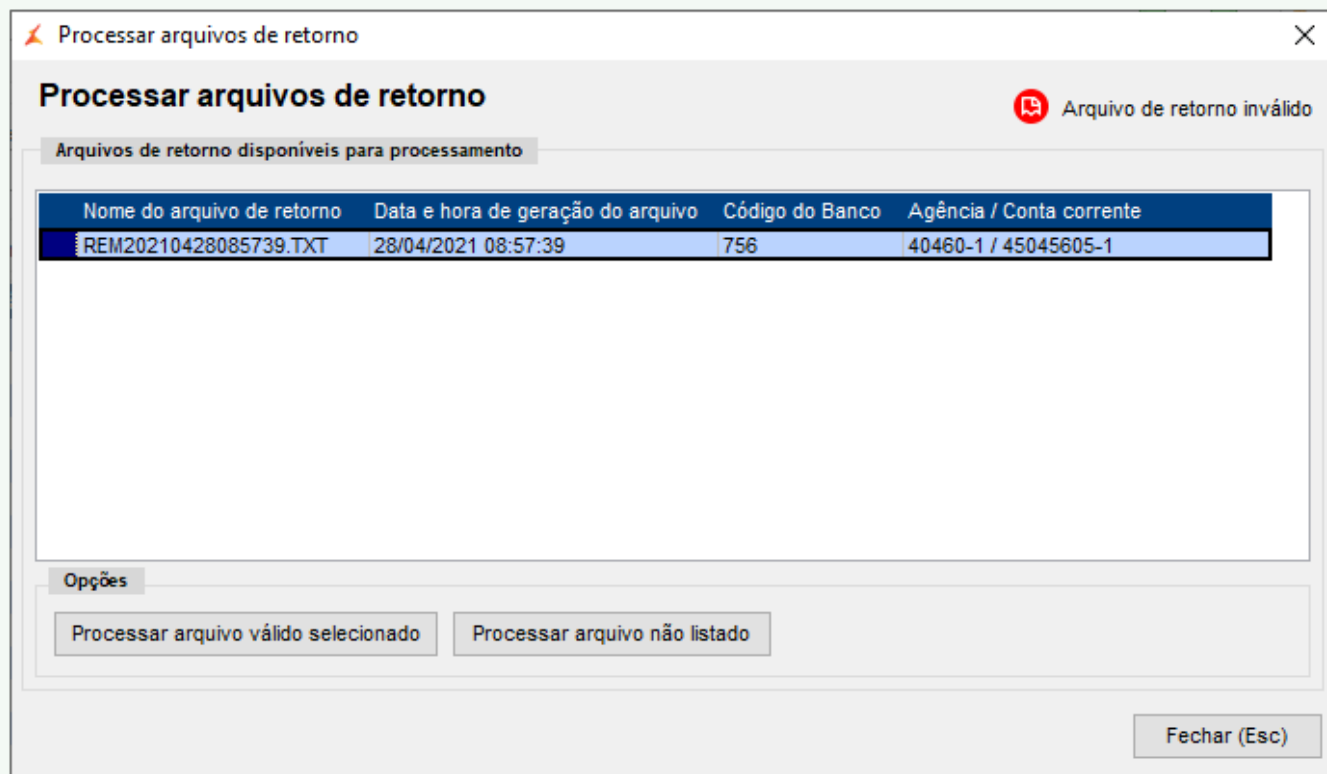 Processar arquivos de retorno
Processar arquivos de retorno
Arquivo de retorno inválido
Arquivos de retorno disponíveis para processamento
Nome do arquivo de retorno Data e hora de geração do arquivo Código do Banco Agência / Conta corrente
REM20210428085739.TXT 28/04/2021 08:57:39 756 40460-1 / 45045605-1
Opções
Processar arquivo válido selecionado Processar arquivo não listado
Fechar (Esc)